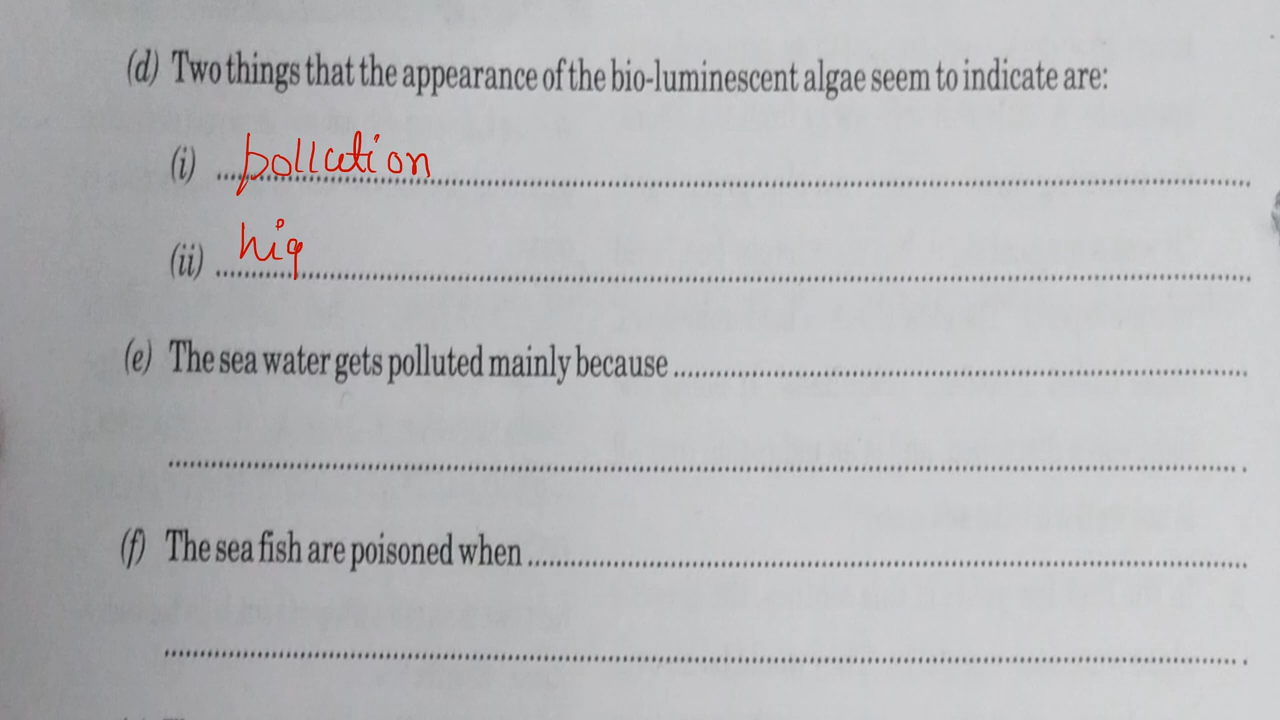 (d) Two things that the appearance of the bio-luminescent algae seem to indicate are:
(i) pollution
(ii) hig
(e) The sea water gets polluted mainly because
(f) The sea fish are poisoned when